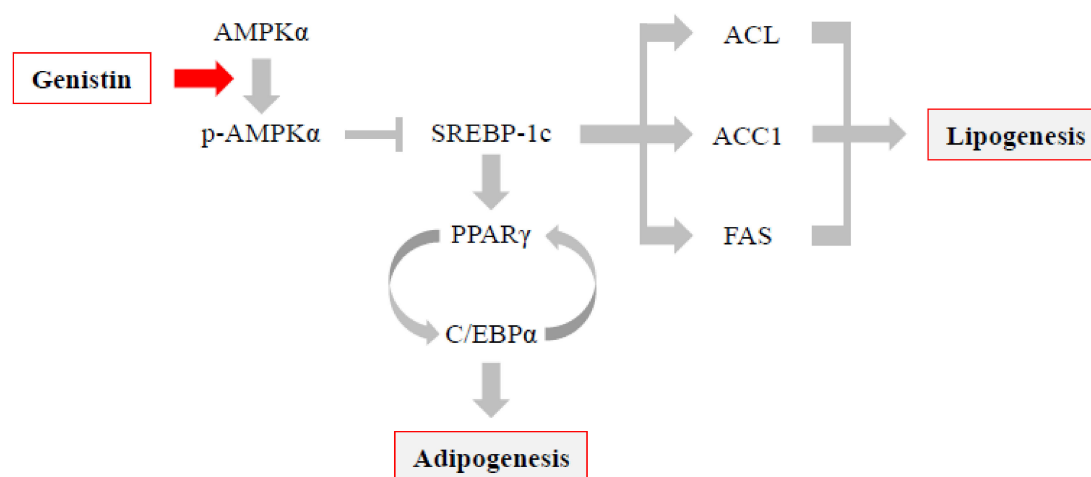 AMPKα
Genistin
p-AMPKα
SREBP-1c
ACL
ACC1
FAS
Lipogenesis
PPARγ
C/EBPα
Adipogenesis